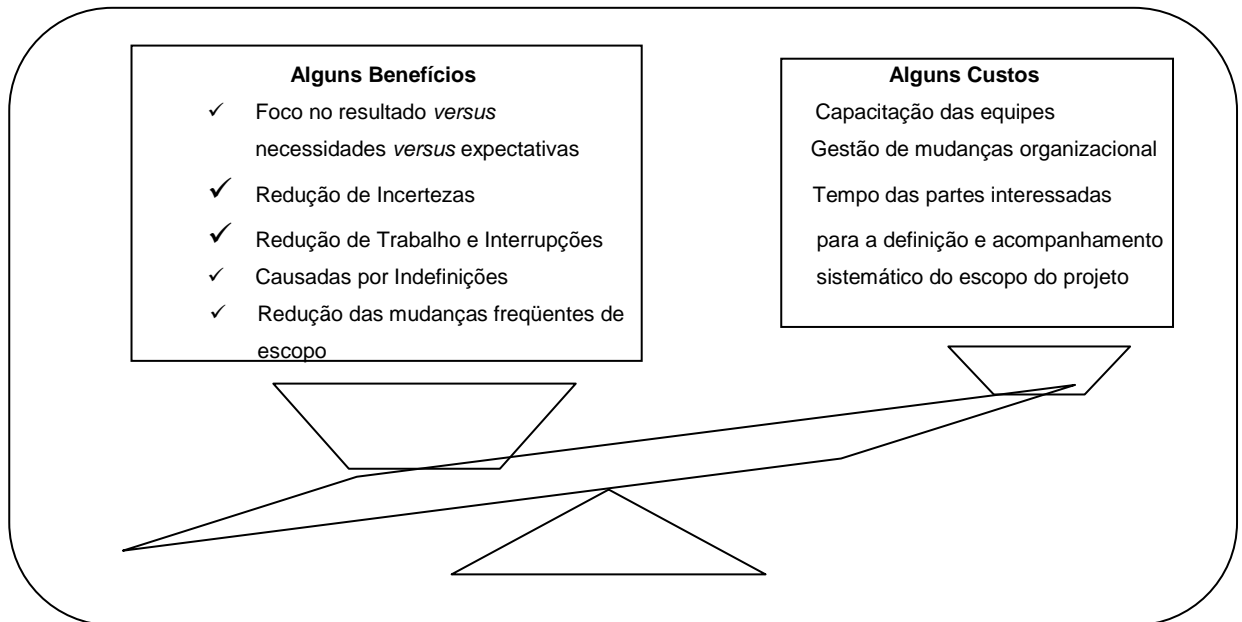 Alguns Benefícios
✓ Foco no resultado versus
necessidades versus expectativas
✓ Redução de Incertezas
✓ Redução de Trabalho e Interrupções
✓ Causadas por Indefinições
✓ Redução das mudanças freqüentes de
escopo
Alguns Custos
Capacitação das equipes
Gestão de mudanças organizacional
Tempo das partes interessadas
para a definição e acompanhamento
sistemático do escopo do projeto